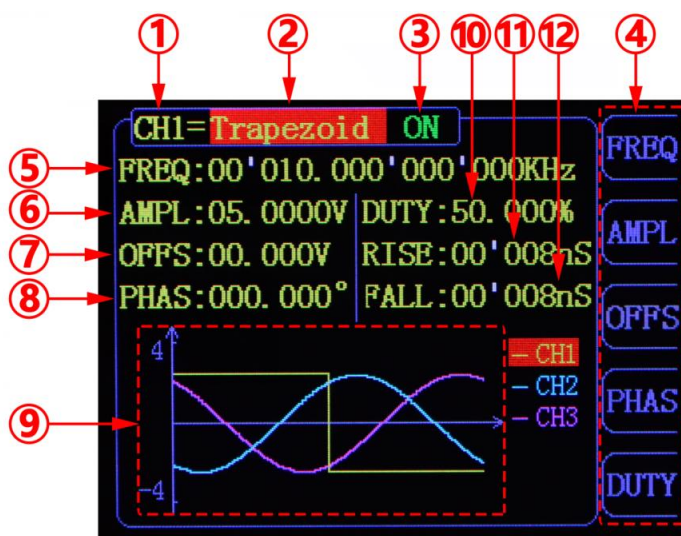 ① ② ③ ⑩ ⑪ ⑫ ④
CH1=Trapezoid ON
⑤ FREQ:00'010.000'000'000KHz
⑥ AMPL:05.0000V DUTY:50.000%
⑦ OFFS:00.000V RISE:00'008nS
⑧ PHAS:000.000° FALL:00'008nS
⑨
4
-4
– CH1
– CH2
– CH3
FREQ
AMPL
OFFS
PHAS
DUTY